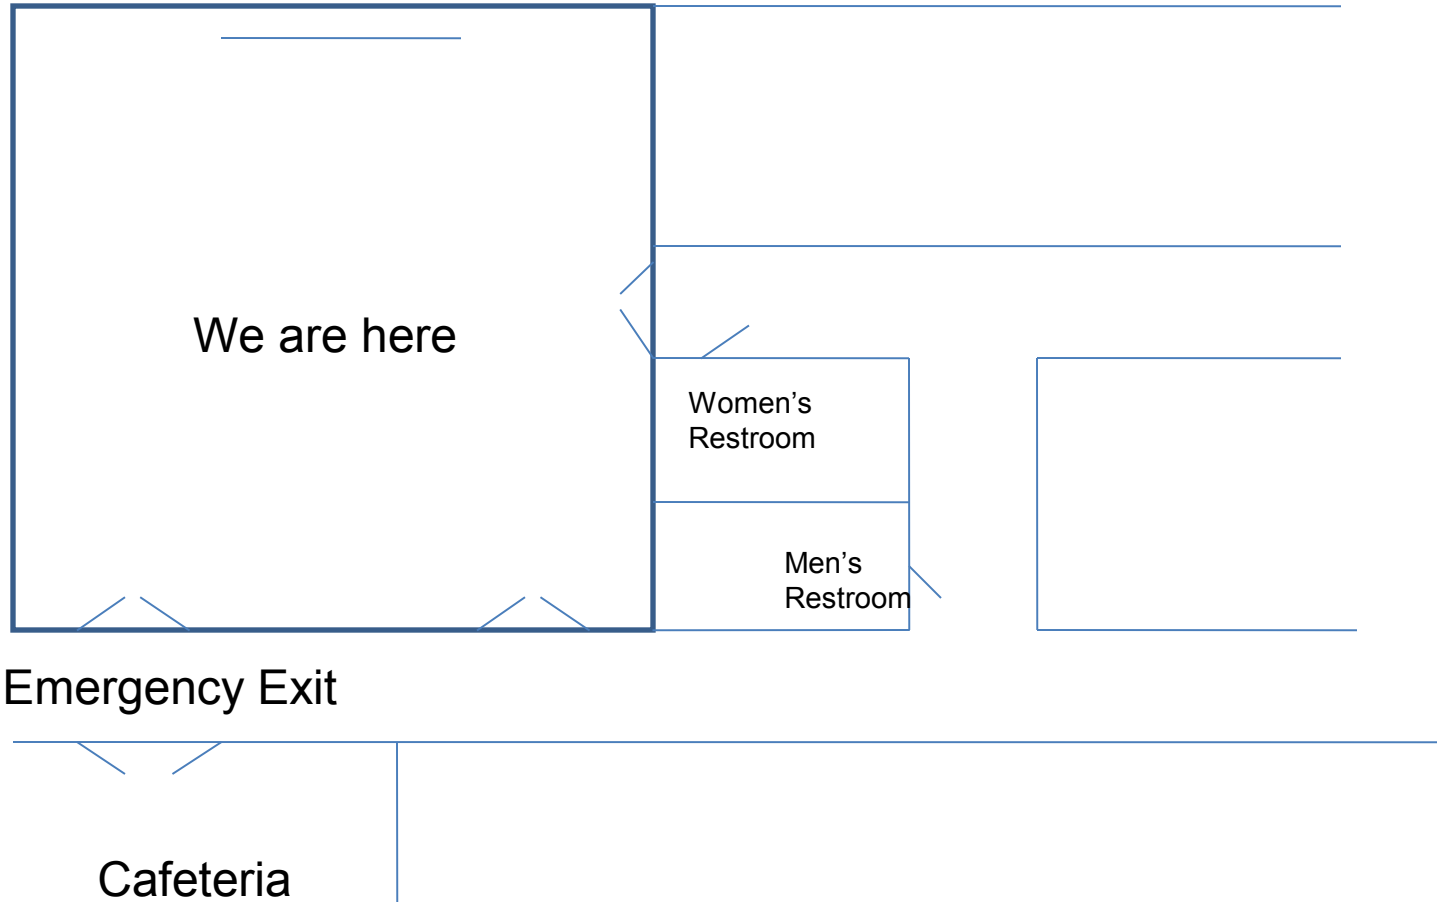 We are here
Women’s
Restroom
Men’s
Restroom
Emergency Exit
Cafeteria